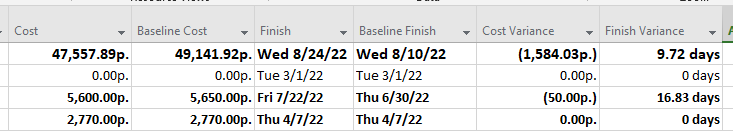 Cost Baseline Cost Finish Baseline Finish Cost Variance Finish Variance
47,557.89p. 49,141.92p. Wed 8/24/22 Wed 8/10/22 (1,584.03p.) 9.72 days
0.00p. 0.00p. Tue 3/1/22 Tue 3/1/22 0.00p. 0 days
5,600.00p. 5,650.00p. Fri 7/22/22 Thu 6/30/22 (50.00p.) 16.83 days
2,770.00p. 2,770.00p. Thu 4/7/22 Thu 4/7/22 0.00p. 0 days